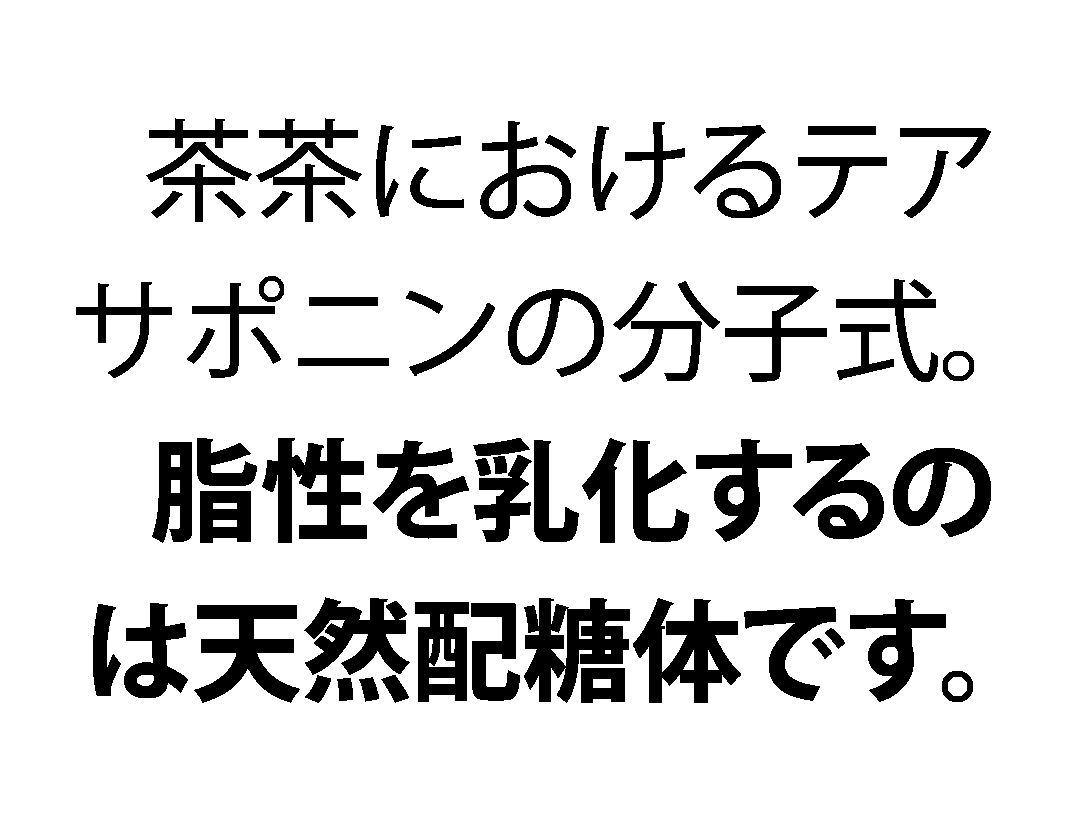 茶茶におけるテア
サポニンの分子式。
脂性を乳化するの
は天然配糖体です。